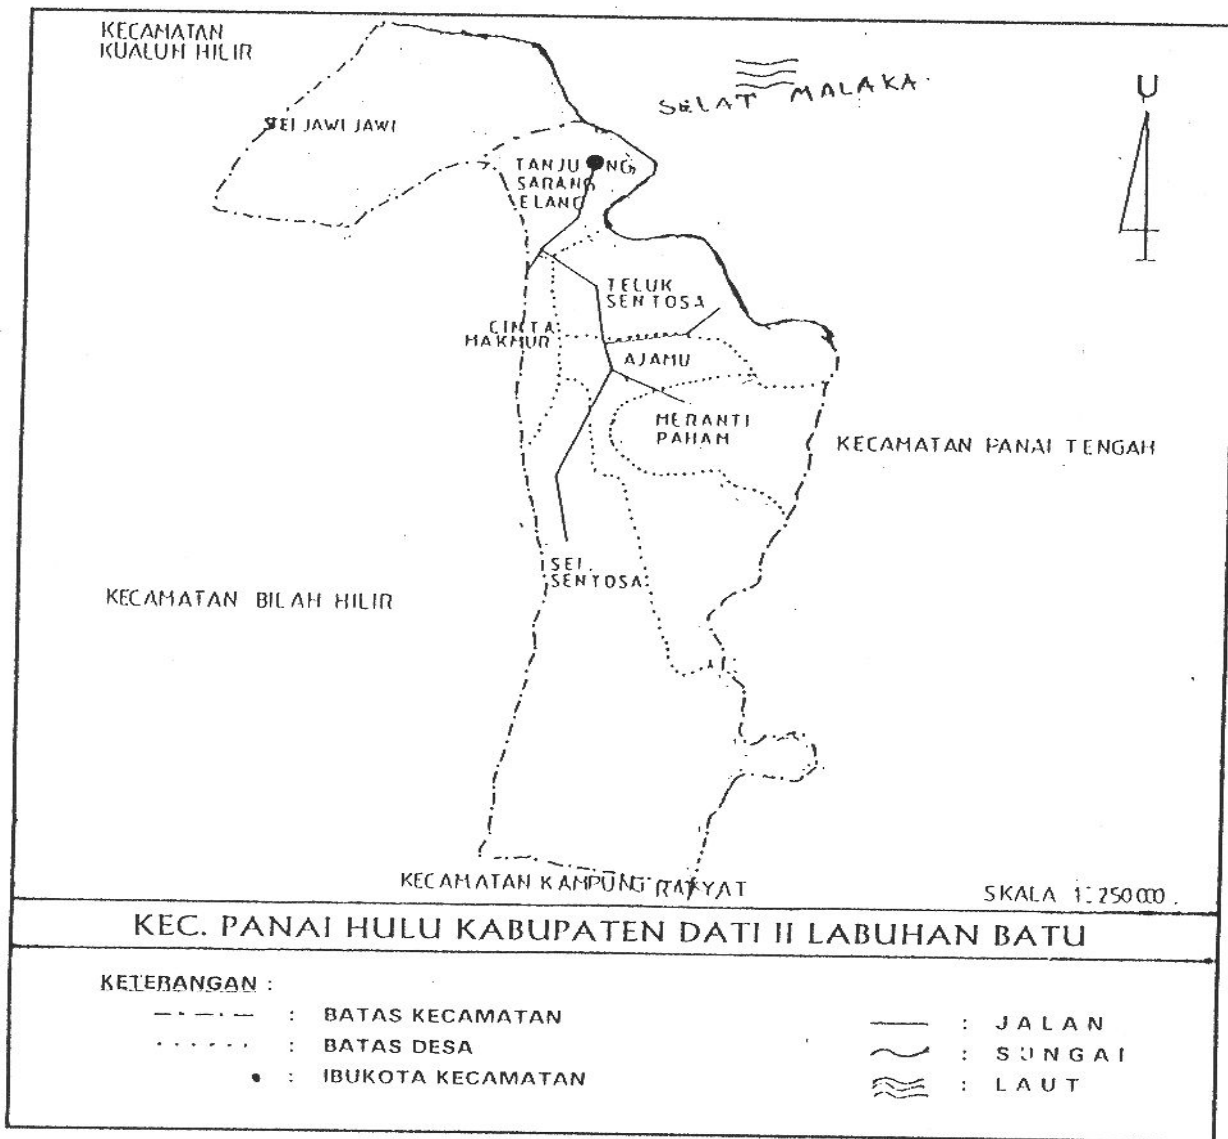 KECAMATAN
KUALUH HILIR
SELAT MALAKA
U
SEI JAWI JAWI
TANJUNG
SARANG
ELANG
TELUK
SENTOSA
CINTA
MAKMUR
AJAMU
MERANTI
PAHAM
KECAMATAN PANAI TENGAH
SEI.
SENTOSA
KECAMATAN BILAH HILIR
KECAMATAN KAMPUNG RAKYAT
SKALA 1:250000.
KEC. PANAI HULU KABUPATEN DATI II LABUHAN BATU
KETERANGAN :
: BATAS KECAMATAN
: BATAS DESA
: IBUKOTA KECAMATAN
: JALAN
: SUNGAI
: LAUT